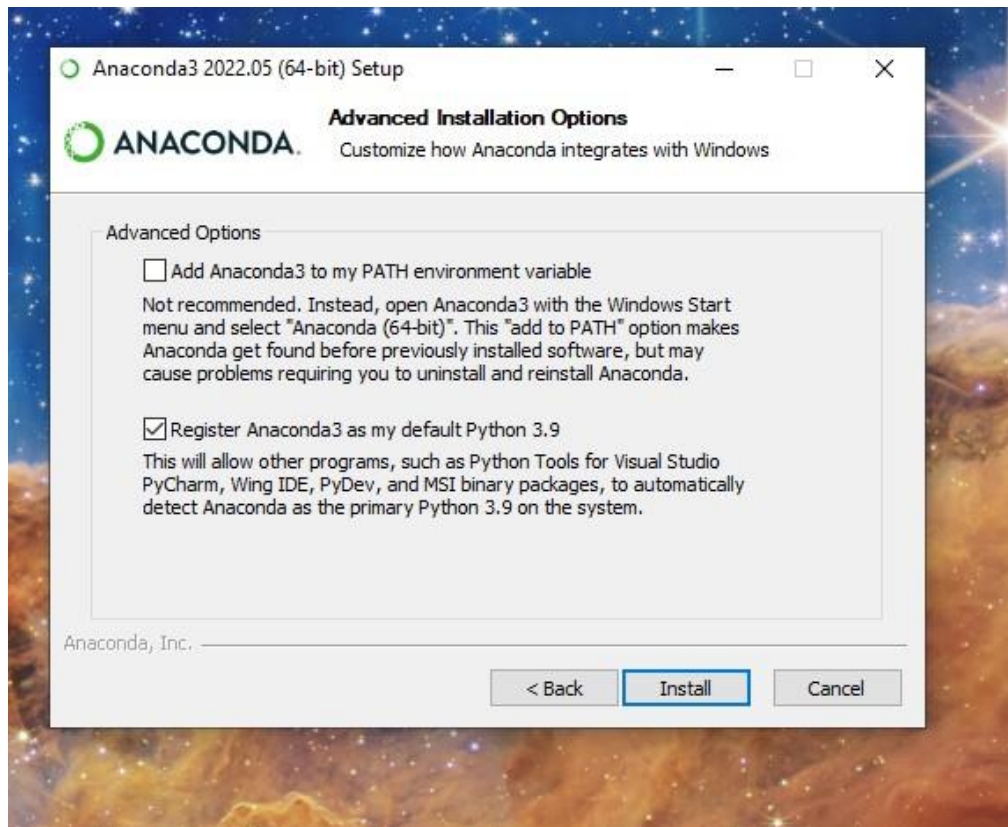 Anaconda3 2022.05 (64-bit) Setup
ANACONDA.
Advanced Installation Options
Customize how Anaconda integrates with Windows
Advanced Options
Add Anaconda3 to my PATH environment variable
Not recommended. Instead, open Anaconda3 with the Windows Start
menu and select "Anaconda (64-bit)". This "add to PATH" option makes
Anaconda get found before previously installed software, but may
cause problems requiring you to uninstall and reinstall Anaconda.
Register Anaconda3 as my default Python 3.9
This will allow other programs, such as Python Tools for Visual Studio
PyCharm, Wing IDE, PyDev, and MSI binary packages, to automatically
detect Anaconda as the primary Python 3.9 on the system.
Anaconda, Inc.
< Back Install Cancel